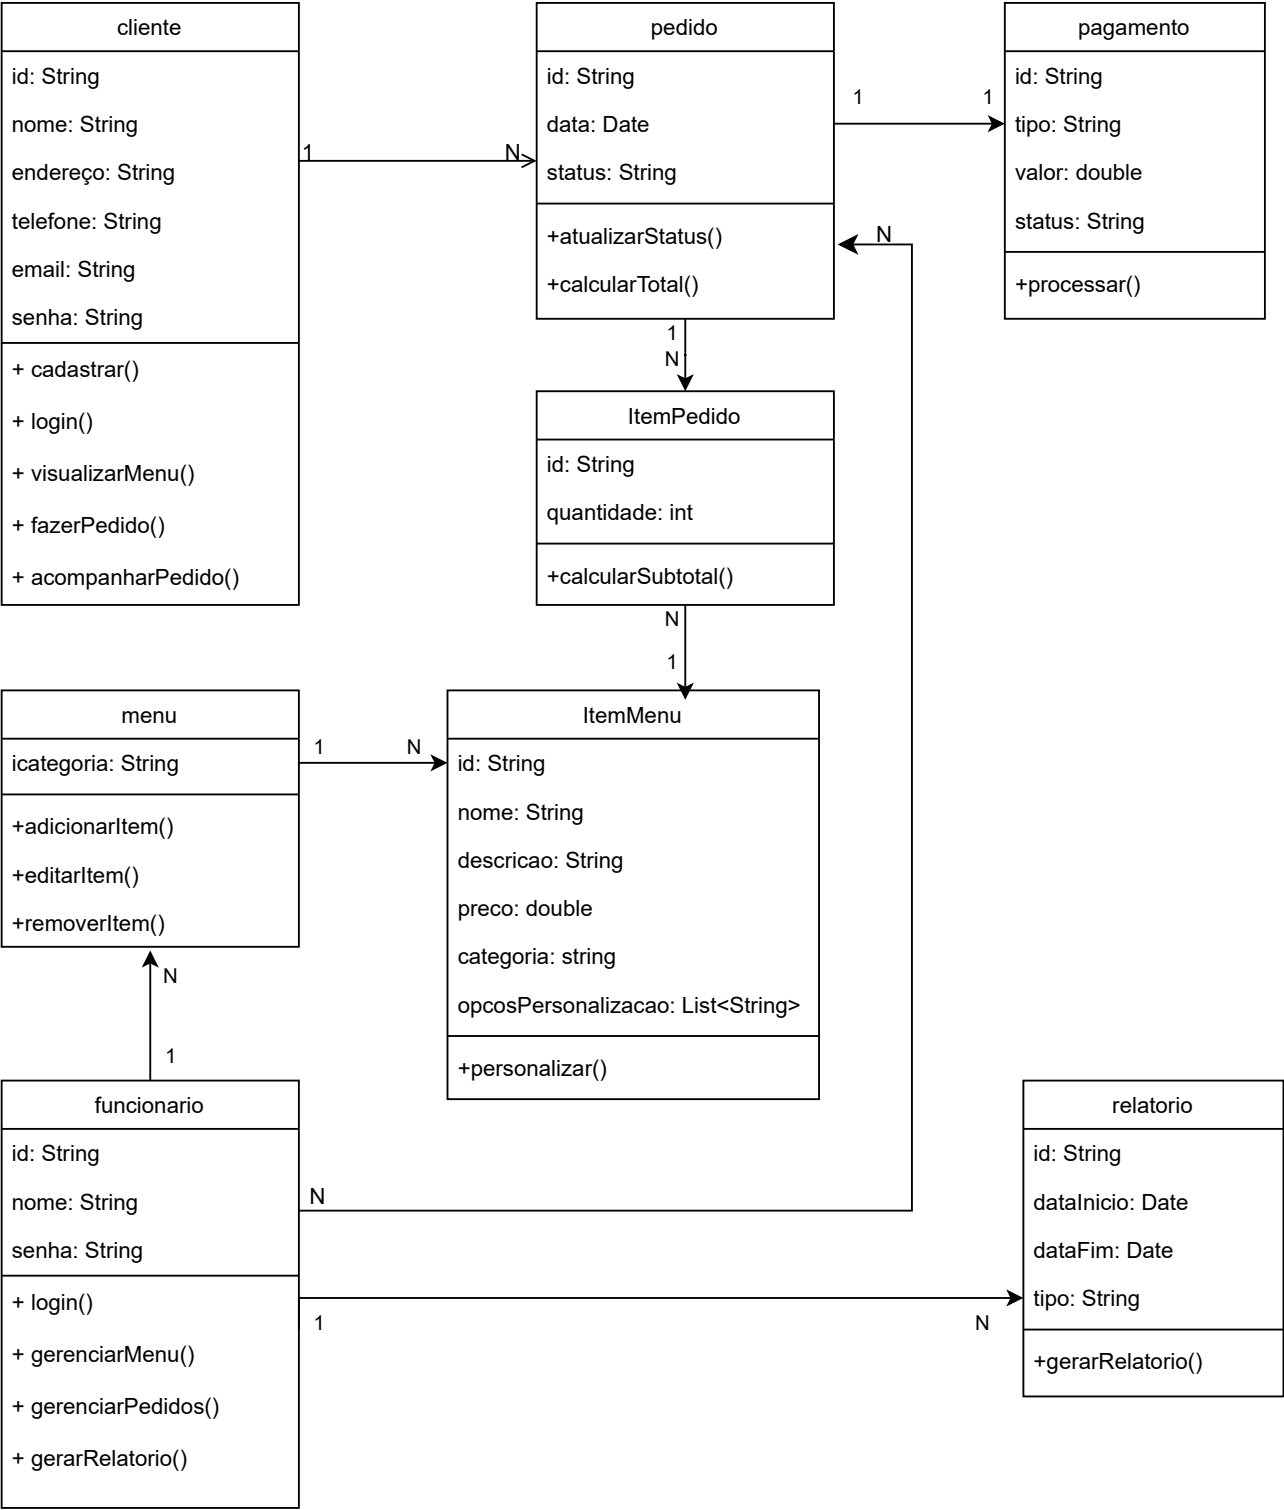 cliente
id: String
nome: String
endereço: String
telefone: String
email: String
senha: String
+ cadastrar()
+ login()
+ visualizarMenu()
+ fazerPedido()
+ acompanharPedido()
1
N
pedido
id: String
data: Date
status: String
+atualizarStatus()
+calcularTotal()
1
1
pagamento
id: String
tipo: String
valor: double
status: String
+processar()
N
1
N
ItemPedido
id: String
quantidade: int
+calcularSubtotal()
N
1
menu
icategoria: String
+adicionarItem()
+editarItem()
+removerItem()
1
N
ItemMenu
id: String
nome: String
descricao: String
preco: double
categoria: string
opcosPersonalizacao: List<String>
+personalizar()
N
1
funcionario
id: String
nome: String
senha: String
+ login()
+ gerenciarMenu()
+ gerenciarPedidos()
+ gerarRelatorio()
N
1
N
relatorio
id: String
dataInicio: Date
dataFim: Date
tipo: String
+gerarRelatorio()